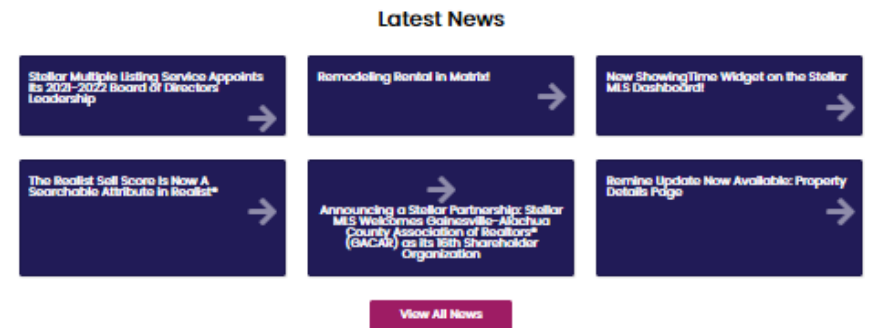 Latest News
Stellar Multiple Listing Service Appoints
its 2021-2022 Board of Directors
Leadership
Remodeling Rental in Matrix!
New ShowingTime Widget on the Stellar
MLS Dashboard!
The Realist Sell Score Is Now A
Searchable Attribute in Realist®
Announcing a Stellar Partnership: Stellar
MLS Welcomes Gainesville-Alachua
County Association of Realtors®
(GACAR) as its 16th Shareholder
Organization
Remine Update Now Available: Property
Details Page
View All News